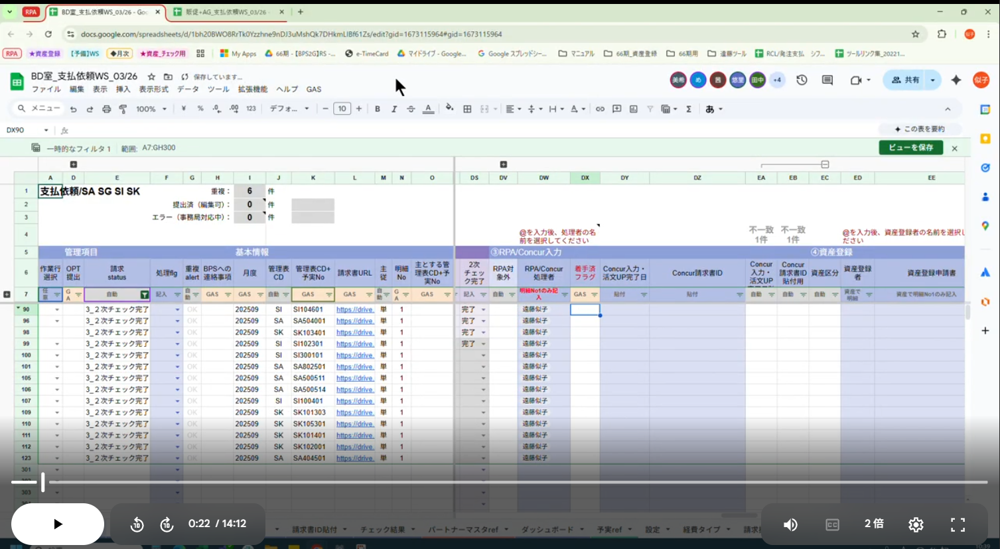 RPA BD室_支払依頼WS_03/26 - Goo 販促+AG_支払依頼WS_03/26 -
docs.google.com/spreadsheets/d/1bh20BWO8RrTk0Yzzhne9nDJ3uMshQk7DHkmLlBf61Zs/edit?gid=1673115964#gid=1673115964
RPA ★資産登録 【予備】WS ◆月次 ★資産_チェック用 My Apps 66期 -【BPS2G】RS -... e-TimeCard マイドライブ - Google... Google スプレッドシー... マニュアル 66期_資産登録 66期用 遠藤ツール RCL/発注支払 シフ... ツールリンク集_20221...
BD室_支払依頼WS_03/26 保存しています...
ファイル 編集 表示 挿入 表示形式 データ ツール 拡張機能 ヘルプ GAS
美希 め 茜 悠里 田中 +4 共有 似子
メニュー 100% ¥ % .0 .00 123 デフォ... 10 B I A あ
DX90 fx この表を要約
一時的なフィルタ 1 範囲: A7:GH300 ビューを保存
A D E F G H I J K L M N O DS DV DW DX DY DZ EA EB EC ED EE
1 支払依頼/SA SG SI SK 重複： 6 件
2 提出済（編集可）： 0 件
3 エラー（事務局対応中）： 0 件
4 @を入力後、処理者の名前を選択してください 不一致 1件 不一致 1件 @を入力後、資産登録者の名前を選択し ださい
5 管理項目 基本情報 ③RPA/Concur入力 ④資産登録
6 作業行選択 OPT提出 請求status 処理flg 重複alert BPSへの連絡事項 月度 管理表CD 管理表CD+予実No 請求書URL 主従 明細No 主とする管理表CD+予実No 2次チェック完了 RPA対象外 RPA/Concur処理者 着手済フラグ Concur入力・活文UP完了日 Concur請求書ID Concur入力・活文UP Concur請求書ID貼付用 資産区分 資産登録者 資産登録申請書
7 任意 GA 自動 記入 自動 GAS GAS 自動 GAS GAS 自動 GA GAS 記入 自動 明細No1のみ記入 GAS 貼付 貼付 自動 自動 自動 資産で明細 資産で明細No1のみ記入
90 3_２次チェック完了 OK 202509 SI SI104601 https://drive. 単 1 完了 遠藤似子
96 3_２次チェック完了 OK 202509 SA SA504001 https://drive. 単 1 完了 遠藤似子
98 3_２次チェック完了 OK 202509 SK SK103401 https://drive. 単 1 完了 遠藤似子
99 3_２次チェック完了 OK 202509 SI SI102301 https://drive. 単 1 完了 遠藤似子
100 3_２次チェック完了 OK 202509 SI SI300101 https://drive. 単 1 遠藤似子
101 3_２次チェック完了 OK 202509 SA SA802501 https://drive. 単 1 遠藤似子
105 3_２次チェック完了 OK 202509 SA SA500511 https://drive. 単 1 遠藤似子
106 3_２次チェック完了 OK 202509 SA SA500514 https://drive. 単 1 遠藤似子
107 3_２次チェック完了 OK 202509 SI SI100401 https://drive. 単 1 遠藤似子
109 3_２次チェック完了 OK 202509 SK SK101303 https://drive. 単 1 遠藤似子
110 3_２次チェック完了 OK 202509 SK SK105301 https://drive. 単 1 遠藤似子
111 3_２次チェック完了 OK 202509 SK SK101401 https://drive. 単 1 遠藤似子
112 3_２次チェック完了 OK 202509 SK SK102001 https://drive. 単 1 遠藤似子
123 3_２次チェック完了 OK 202509 SA SA404501 https://drive. 単 1 遠藤似子
301
303
10 10 0:22 / 14:12 CC 2 倍
請求書ID貼付 チェック結果 パートナーマスタref ダッシュボード 予実ref 設定 経費タイプ 請求
10:39